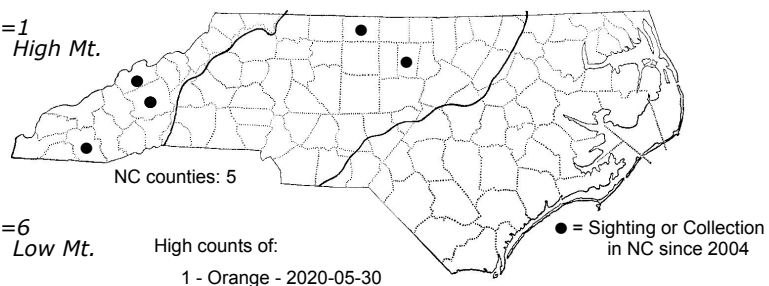 =1
High Mt.
NC counties: 5
=6
Low Mt.
High counts of:
1 - Orange - 2020-05-30
● = Sighting or Collection
in NC since 2004